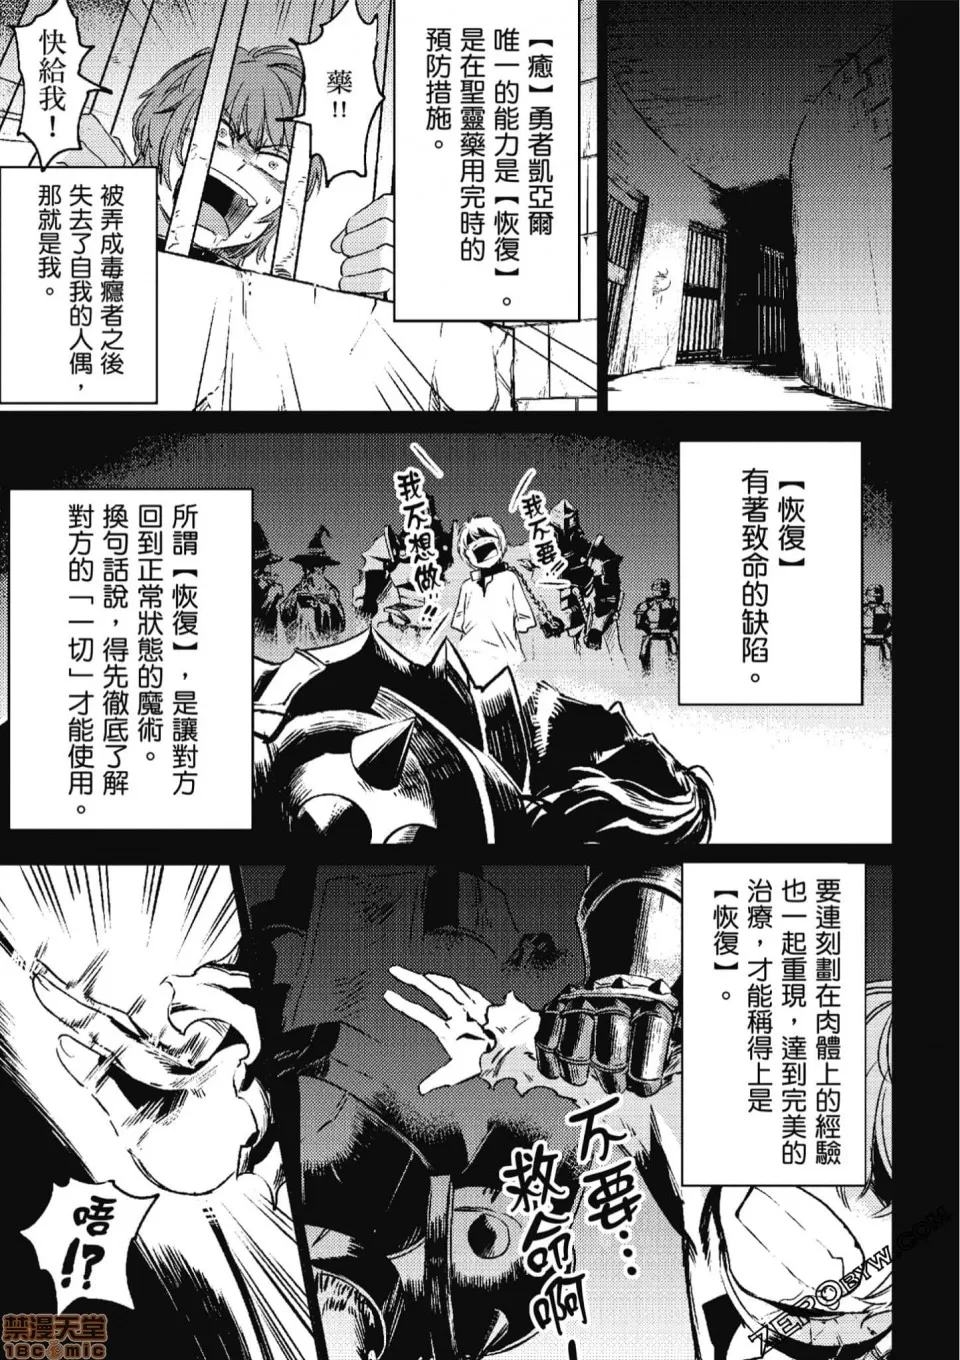 【癒】勇者凱亞爾
唯一的能力是【恢復】。
是在聖靈藥用完時的
預防措施。
藥!!
快給我！
被弄成毒癮者之後
失去了自我的人偶，
那就是我。
【恢復】
有著致命的缺陷。
我不要!!
我不想做…!!
所謂【恢復】，是讓對方
回到正常狀態的魔術。
換句話說，得先徹底了解
對方的「一切」才能使用。
要連刻劃在肉體上的經驗
也一起重現，達到完美的
治療，才能稱得上是
【恢復】。
不要…
救命啊！
唔!?
禁漫天堂
18comic
ZEROBYW.COM